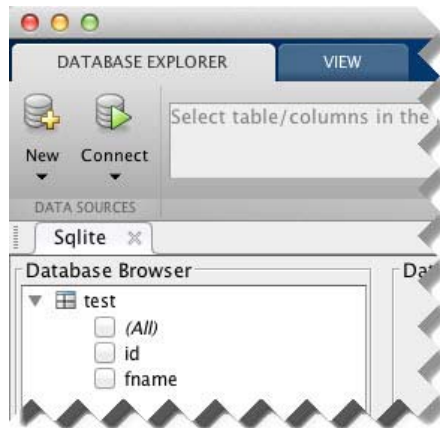 DATABASE EXPLORER
VIEW
Select table/columns in the
New
Connect
DATA SOURCES
Sqlite
Database Browser
Dat
test
(All)
id
fname